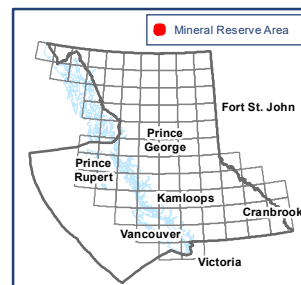 Mineral Reserve Area
Fort St. John
Prince
George
Prince
Rupert
Kamloops
Cranbrook
Vancouver
Victoria